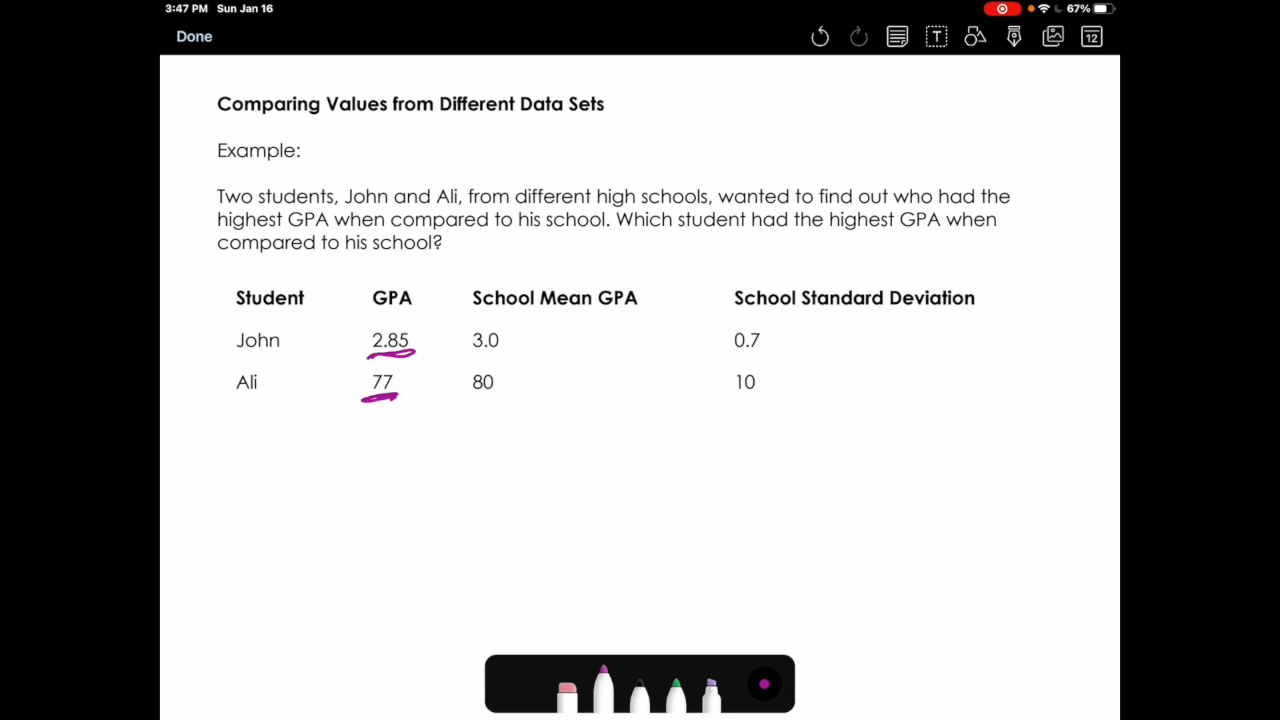 3:47 PM Sun Jan 16
67%
Done
12
Comparing Values from Different Data Sets
Example:
Two students, John and Ali, from different high schools, wanted to find out who had the
highest GPA when compared to his school. Which student had the highest GPA when
compared to his school?
Student GPA School Mean GPA School Standard Deviation
John 2.85 3.0 0.7
Ali 77 80 10